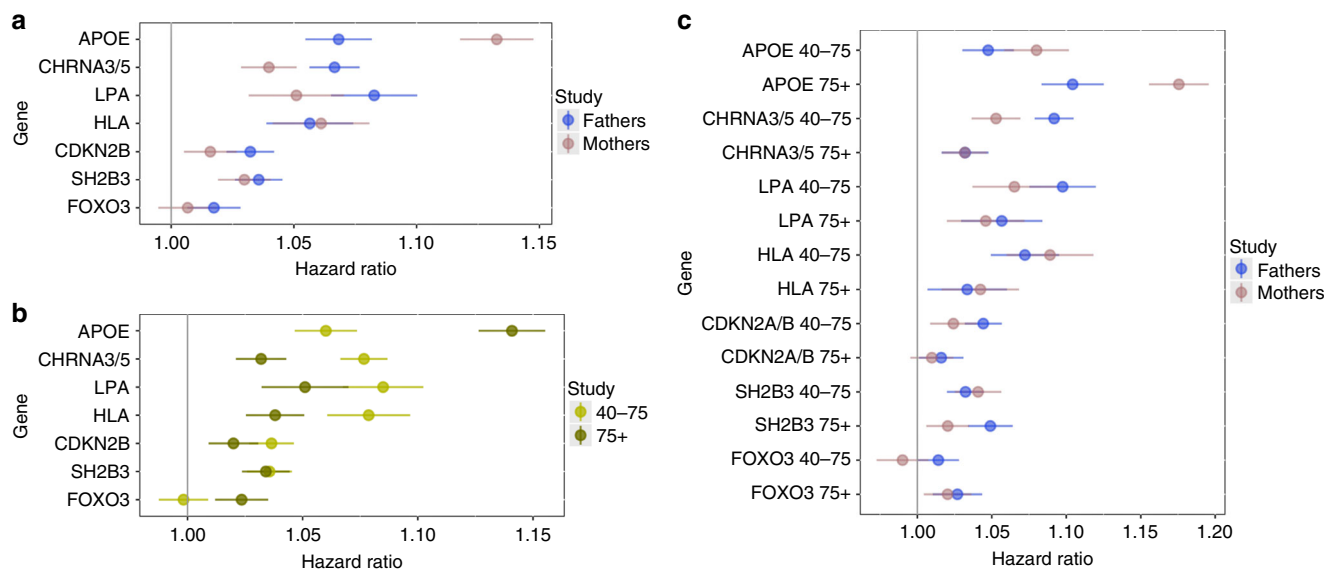 a
Gene
APOE
CHRNA3/5
LPA
HLA
CDKN2B
SH2B3
FOXO3
1.00 1.05 1.10 1.15
Hazard ratio
Study
Fathers
Mothers
b
Gene
APOE
CHRNA3/5
LPA
HLA
CDKN2B
SH2B3
FOXO3
1.00 1.05 1.10 1.15
Hazard ratio
Study
40–75
75+
c
Gene
APOE 40–75
APOE 75+
CHRNA3/5 40–75
CHRNA3/5 75+
LPA 40–75
LPA 75+
HLA 40–75
HLA 75+
CDKN2A/B 40–75
CDKN2A/B 75+
SH2B3 40–75
SH2B3 75+
FOXO3 40–75
FOXO3 75+
1.00 1.05 1.10 1.15 1.20
Hazard ratio
Study
Fathers
Mothers